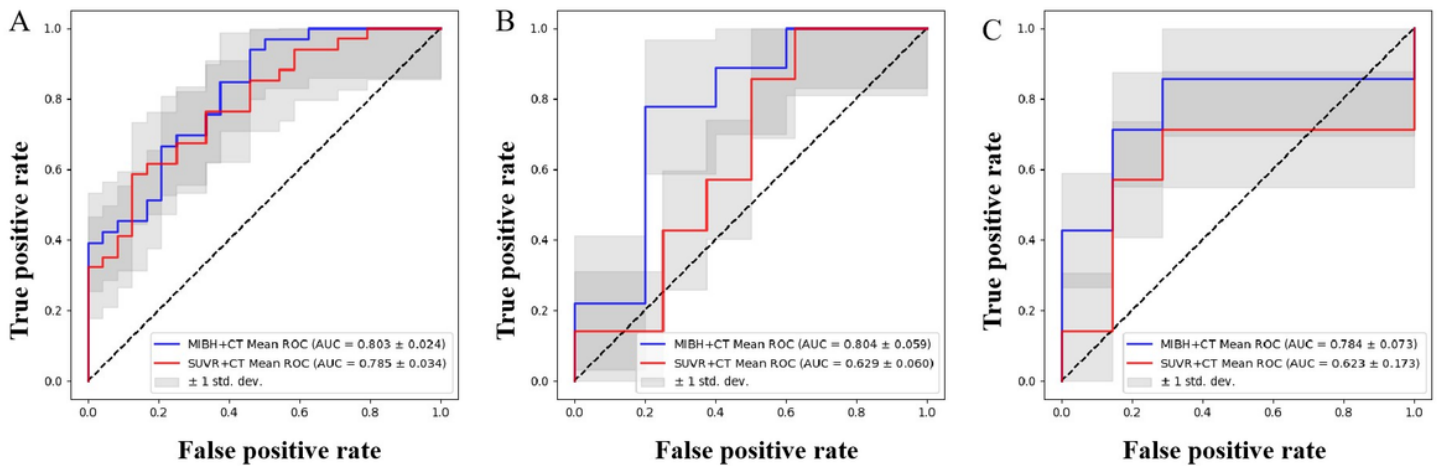 A
True positive rate
1.0
0.8
0.6
0.4
0.2
0.0
MIBH+CT Mean ROC (AUC = 0.803 ± 0.024)
SUVR+CT Mean ROC (AUC = 0.785 ± 0.034)
± 1 std. dev.
0.0 0.2 0.4 0.6 0.8 1.0
False positive rate
B
True positive rate
1.0
0.8
0.6
0.4
0.2
0.0
MIBH+CT Mean ROC (AUC = 0.804 ± 0.059)
SUVR+CT Mean ROC (AUC = 0.629 ± 0.060)
± 1 std. dev.
0.0 0.2 0.4 0.6 0.8 1.0
False positive rate
C
True positive rate
1.0
0.8
0.6
0.4
0.2
0.0
MIBH+CT Mean ROC (AUC = 0.784 ± 0.073)
SUVR+CT Mean ROC (AUC = 0.623 ± 0.173)
± 1 std. dev.
0.0 0.2 0.4 0.6 0.8 1.0
False positive rate